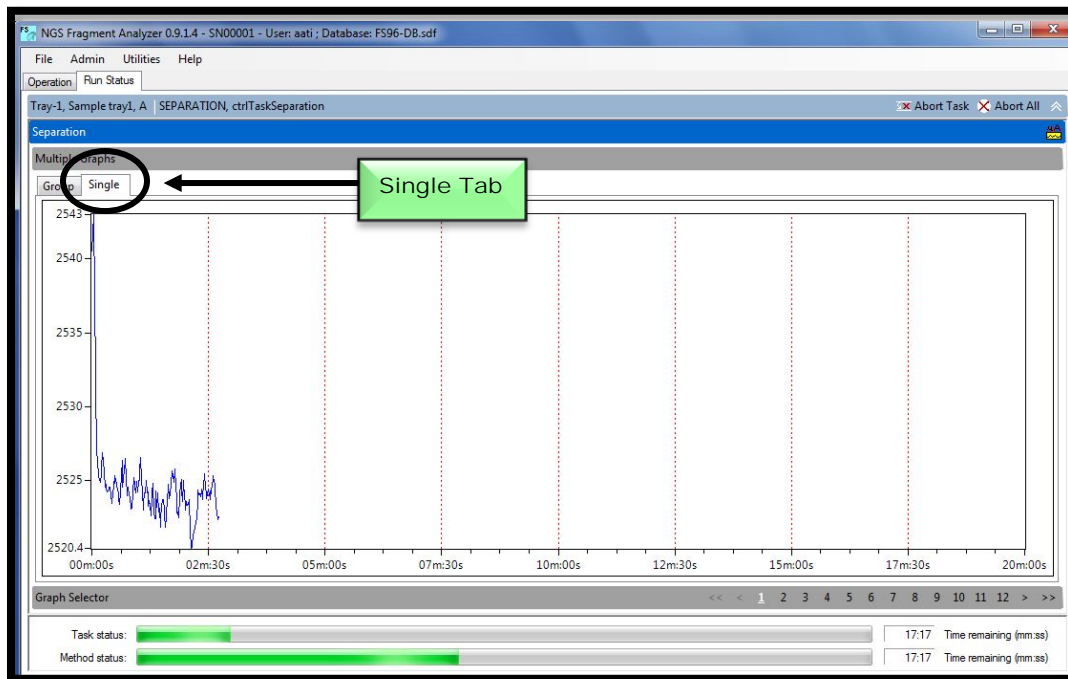 FS NGS Fragment Analyzer 0.9.1.4 - SN00001 - User: aati ; Database: FS96-DB.sdf
File Admin Utilities Help
Operation Run Status
Tray-1, Sample tray1, A SEPARATION, ctrlTaskSeparation Abort Task Abort All
Separation
Multiple Graphs
Group Single
Single Tab
2543
2540
2535
2530
2525
2520.4
00m:00s 02m:30s 05m:00s 07m:30s 10m:00s 12m:30s 15m:00s 17m:30s 20m:00s
Graph Selector << < 1 2 3 4 5 6 7 8 9 10 11 12 > >>
Task status: 17:17 Time remaining (mm:ss)
Method status: 17:17 Time remaining (mm:ss)